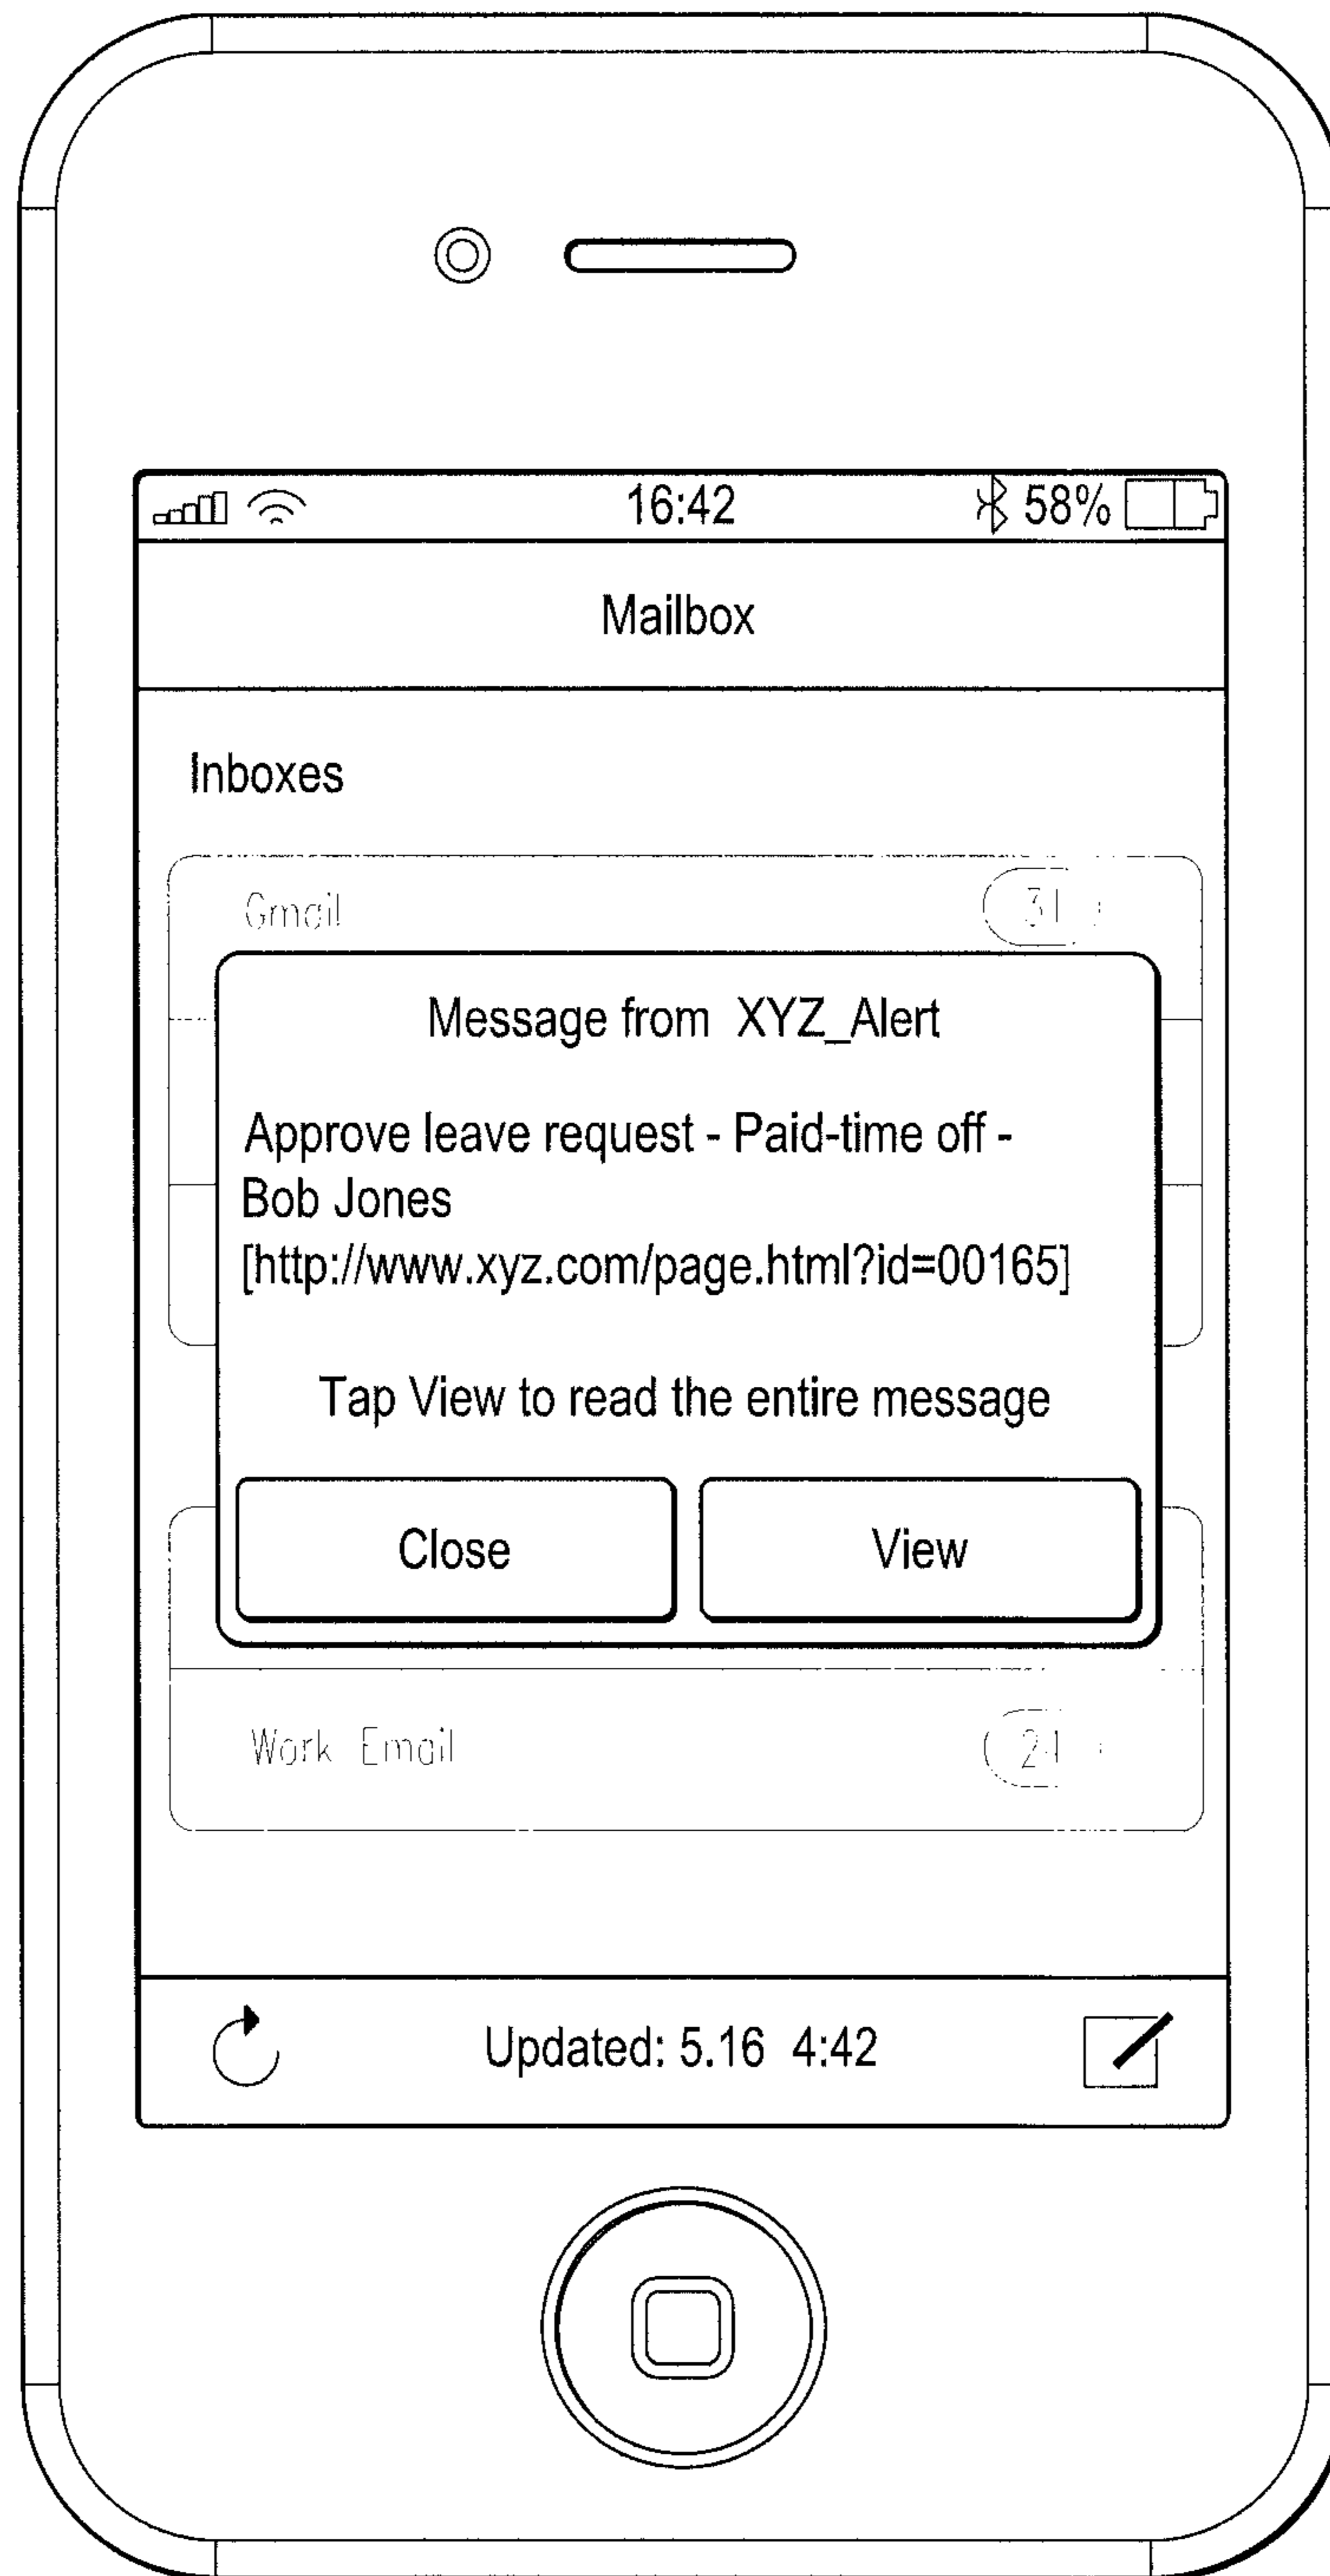 16:42 58%
Mailbox
Inboxes
Gmail 31
Message from XYZ_Alert
Approve leave request - Paid-time off -
Bob Jones
[http://www.xyz.com/page.html?id=00165]
Tap View to read the entire message
Close View
Work Email 24
Updated: 5.16 4:42